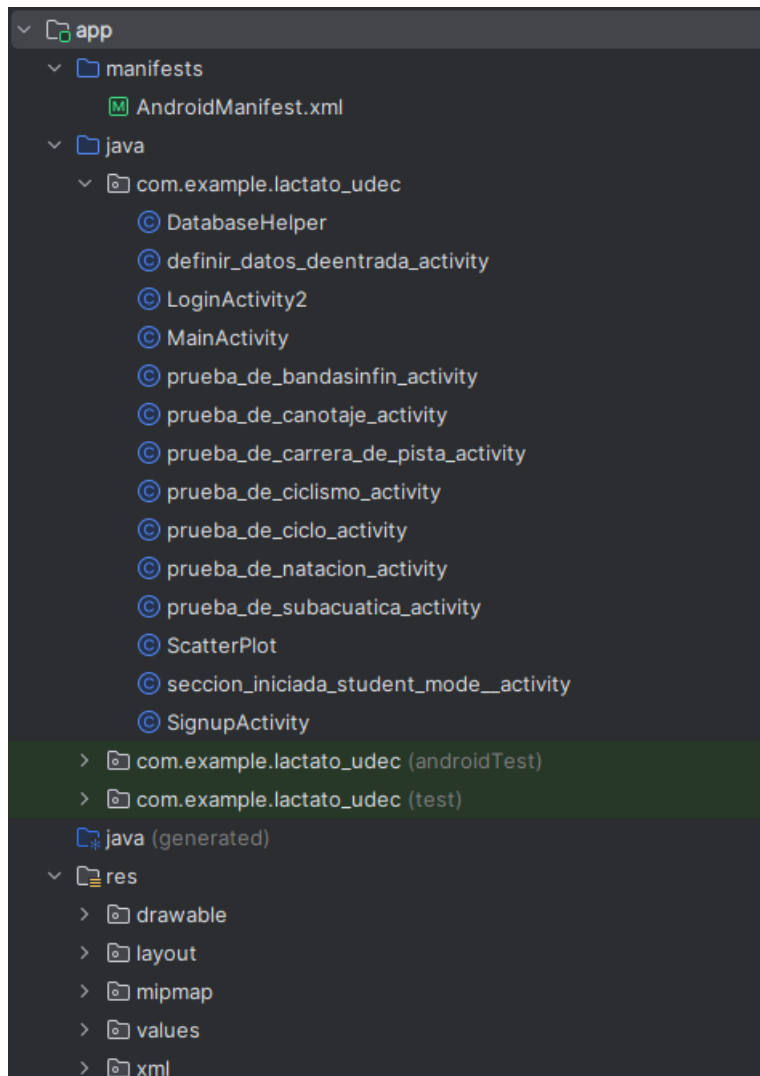 app
manifests
AndroidManifest.xml
java
com.example.lactato_udec
DatabaseHelper
definir_datos_deentrada_activity
LoginActivity2
MainActivity
prueba_de_bandasinfin_activity
prueba_de_canotaje_activity
prueba_de_carrera_de_pista_activity
prueba_de_ciclismo_activity
prueba_de_ciclo_activity
prueba_de_natacion_activity
prueba_de_subacuatica_activity
ScatterPlot
seccion_iniciada_student_mode__activity
SignupActivity
com.example.lactato_udec (androidTest)
com.example.lactato_udec (test)
java (generated)
res
drawable
layout
mipmap
values
xml